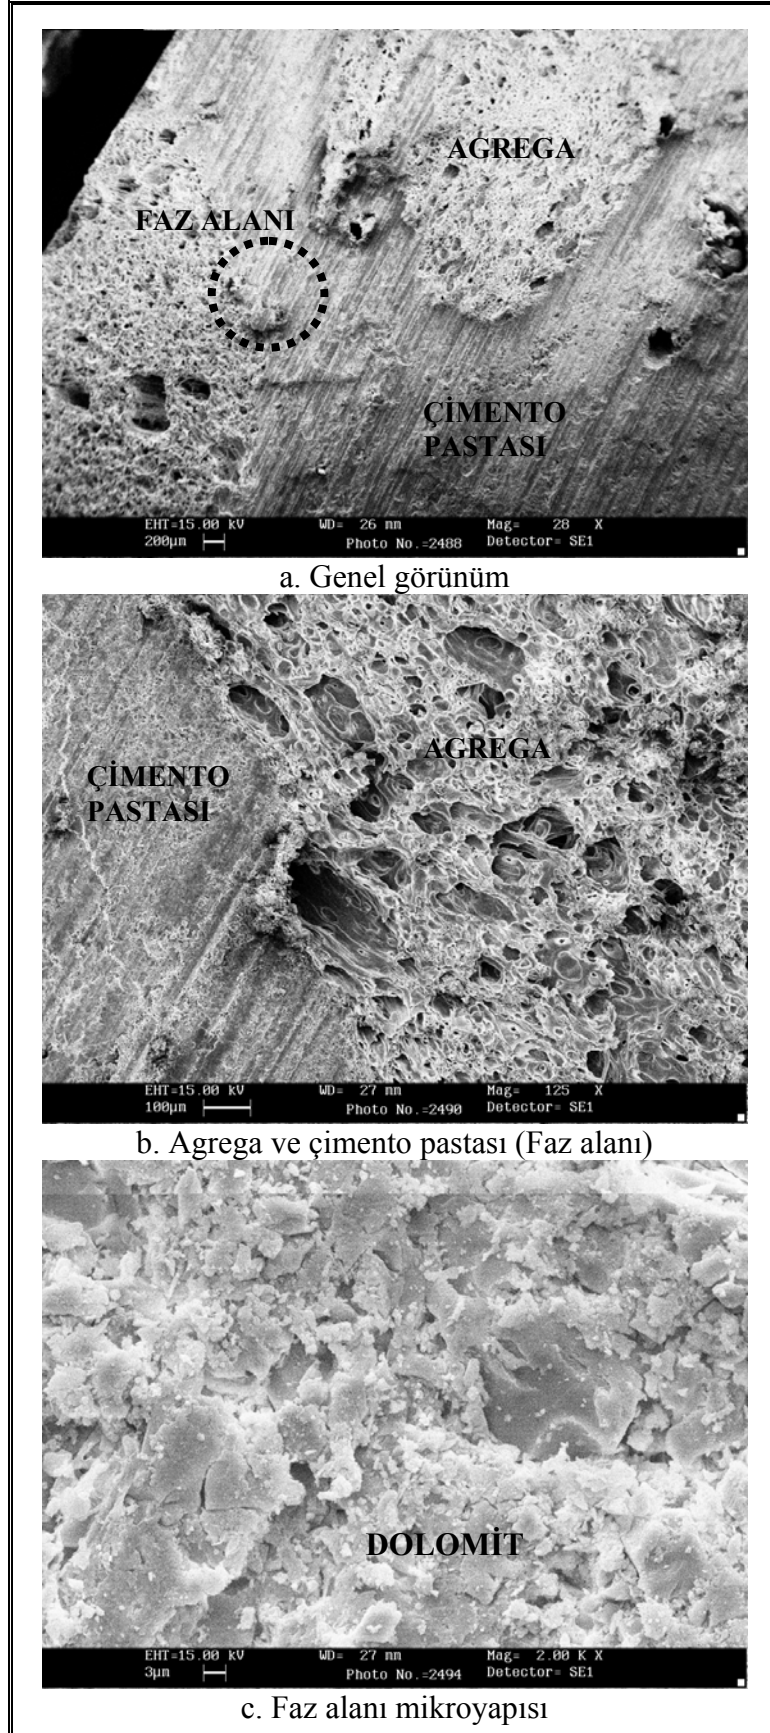 AGREGA
FAZ ALANI
ÇİMENTO
PASTASI
EHT=15.00 kV WD= 26 mm Mag= 28 X
200µm Photo No.=2488 Detector= SE1
a. Genel görünüm
AGREGA
ÇİMENTO
PASTASI
EHT=15.00 kV WD= 27 mm Mag= 125 X
100µm Photo No.=2490 Detector= SE1
b. Agrega ve çimento pastası (Faz alanı)
DOLOMİT
EHT=15.00 kV WD= 27 mm Mag= 2.00 K X
3µm Photo No.=2494 Detector= SE1
c. Faz alanı mikroyapısı